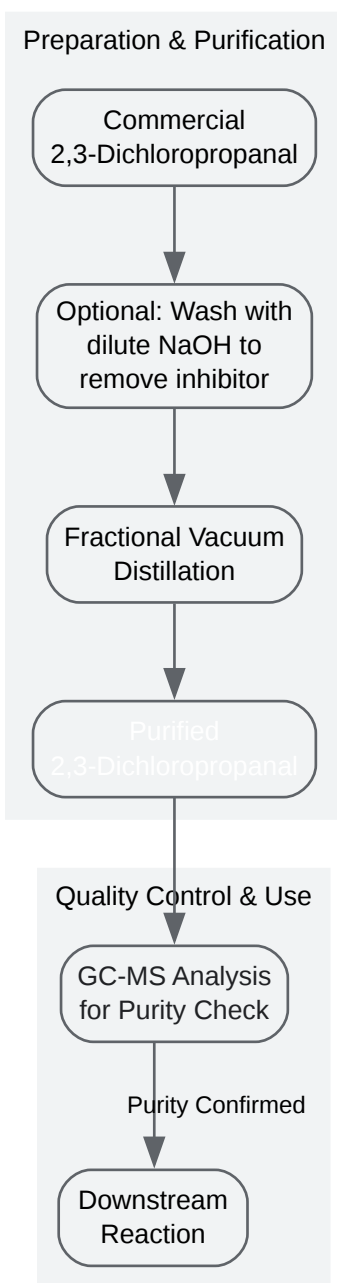 Preparation & Purification
Commercial
2,3-Dichloropropanal
Optional: Wash with
dilute NaOH to
remove inhibitor
Fractional Vacuum
Distillation
Purified
2,3-Dichloropropanal
Quality Control & Use
GC-MS Analysis
for Purity Check
Purity Confirmed
Downstream
Reaction